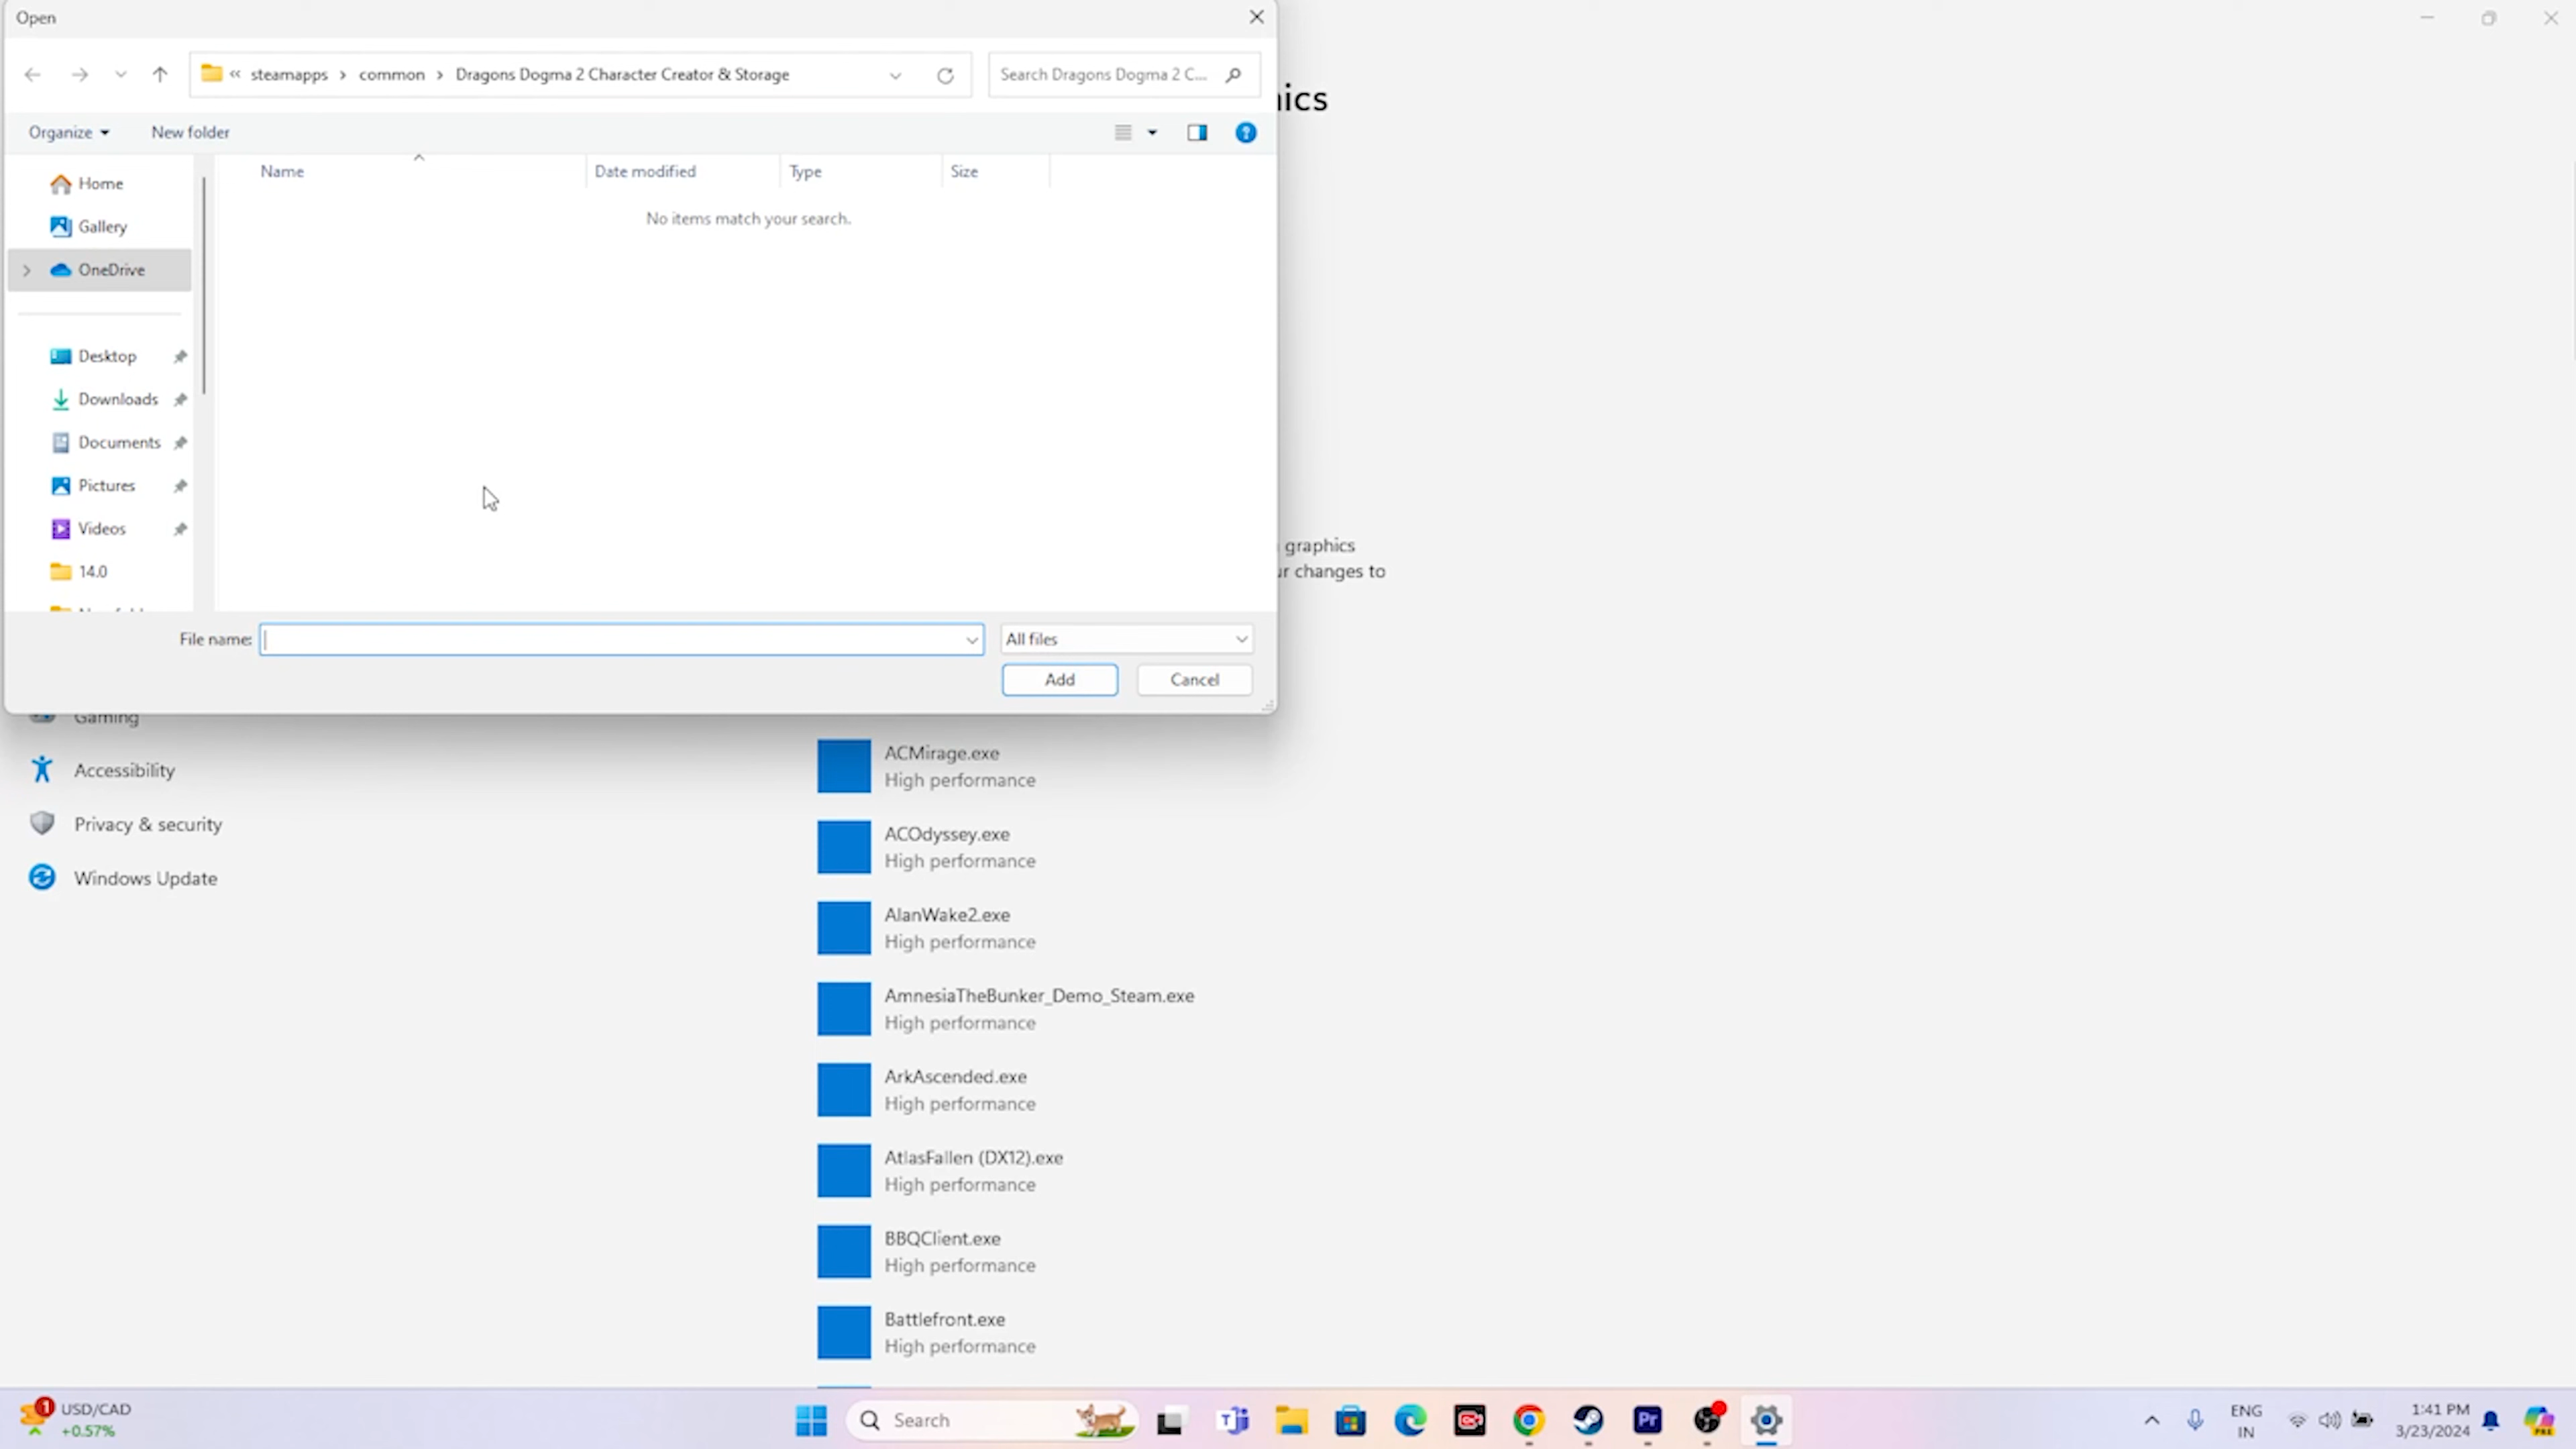 Open
steamapps > common > Dragons Dogma 2 Character Creator & Storage
Search Dragons Dogma 2 C...
ics
Organize
New folder
Name
Date modified
Type
Size
No items match your search.
Home
Gallery
OneDrive
Desktop
Downloads
Documents
Pictures
Videos
14.0
graphics
ur changes to
File name:
All files
Add
Cancel
Gaming
Accessibility
Privacy & security
Windows Update
ACMirage.exe
High performance
ACOdyssey.exe
High performance
AlanWake2.exe
High performance
AmnesiaTheBunker_Demo_Steam.exe
High performance
ArkAscended.exe
High performance
AtlasFallen (DX12).exe
High performance
BBQClient.exe
High performance
Battlefront.exe
High performance
1
USD/CAD
+0.57%
Search
Pr
ENG
IN
1:41 PM
3/23/2024
PRE